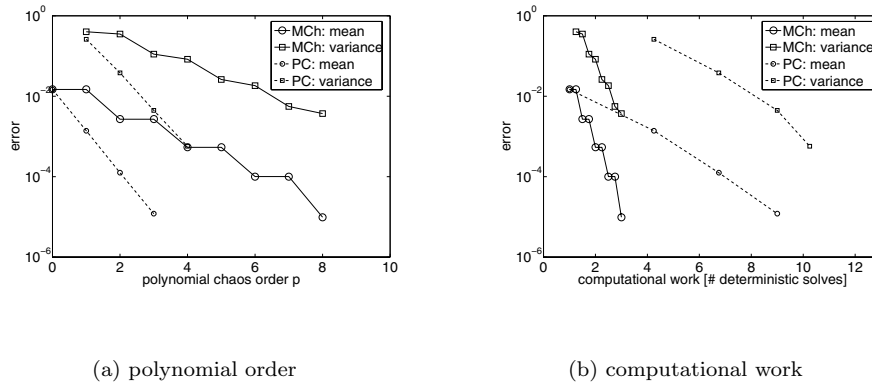 10^0
10^-2
10^-4
10^-6
error
0 2 4 6 8 10
polynomial chaos order p
MCh: mean
MCh: variance
PC: mean
PC: variance
(a) polynomial order
10^0
10^-2
10^-4
10^-6
error
0 2 4 6 8 10 12
computational work [# deterministic solves]
MCh: mean
MCh: variance
PC: mean
PC: variance
(b) computational work